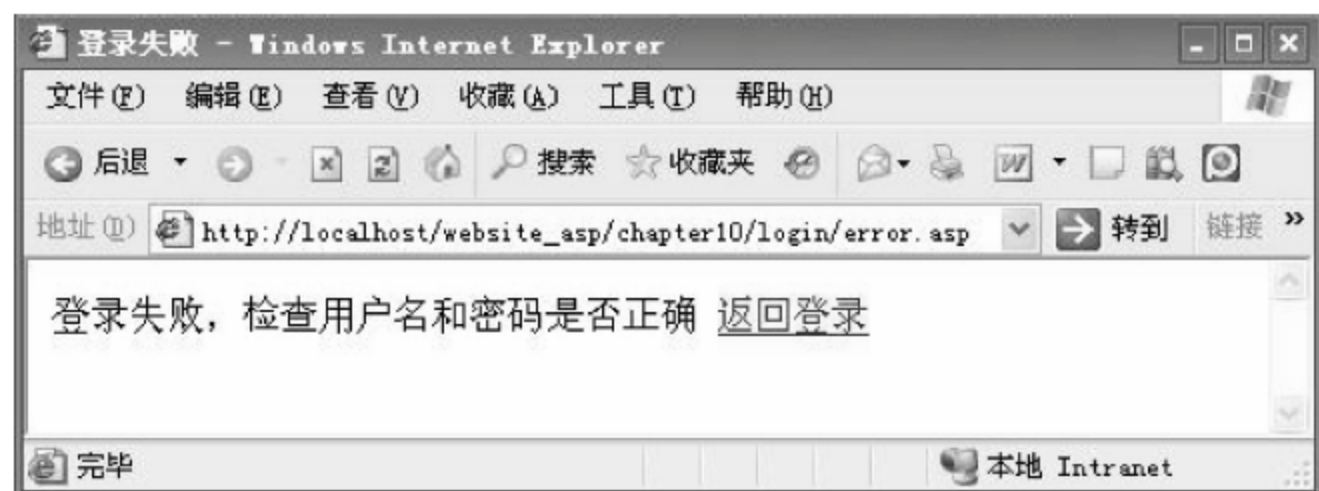 登录失败 - Windows Internet Explorer
文件(F) 编辑(E) 查看(V) 收藏(A) 工具(T) 帮助(H)
后退 搜索 收藏夹 W
地址(D) http://localhost/website_asp/chapter10/login/error.asp 转到 链接 »
登录失败，检查用户名和密码是否正确 返回登录
完毕 本地 Intranet